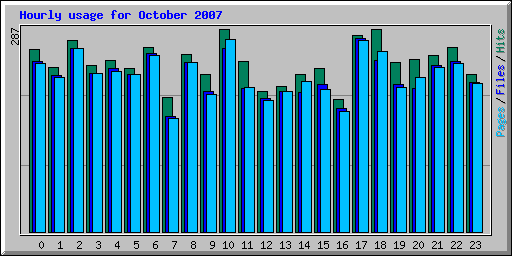 Hourly usage for October 2007
287
Pages / Files / Hits
0 1 2 3 4 5 6 7 8 9 10 11 12 13 14 15 16 17 18 19 20 21 22 23